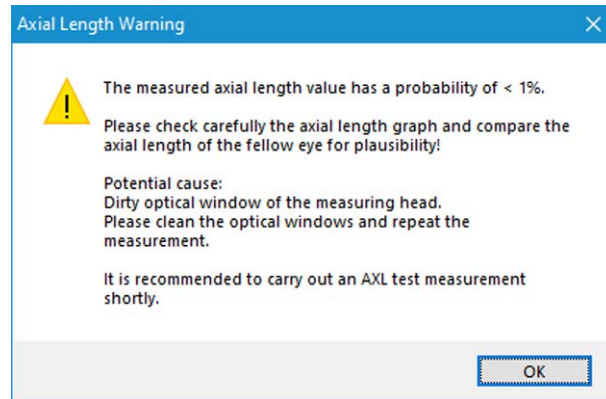 Axial Length Warning
The measured axial length value has a probability of < 1%.
Please check carefully the axial length graph and compare the
axial length of the fellow eye for plausibility!
Potential cause:
Dirty optical window of the measuring head.
Please clean the optical windows and repeat the
measurement.
It is recommended to carry out an AXL test measurement
shortly.
OK